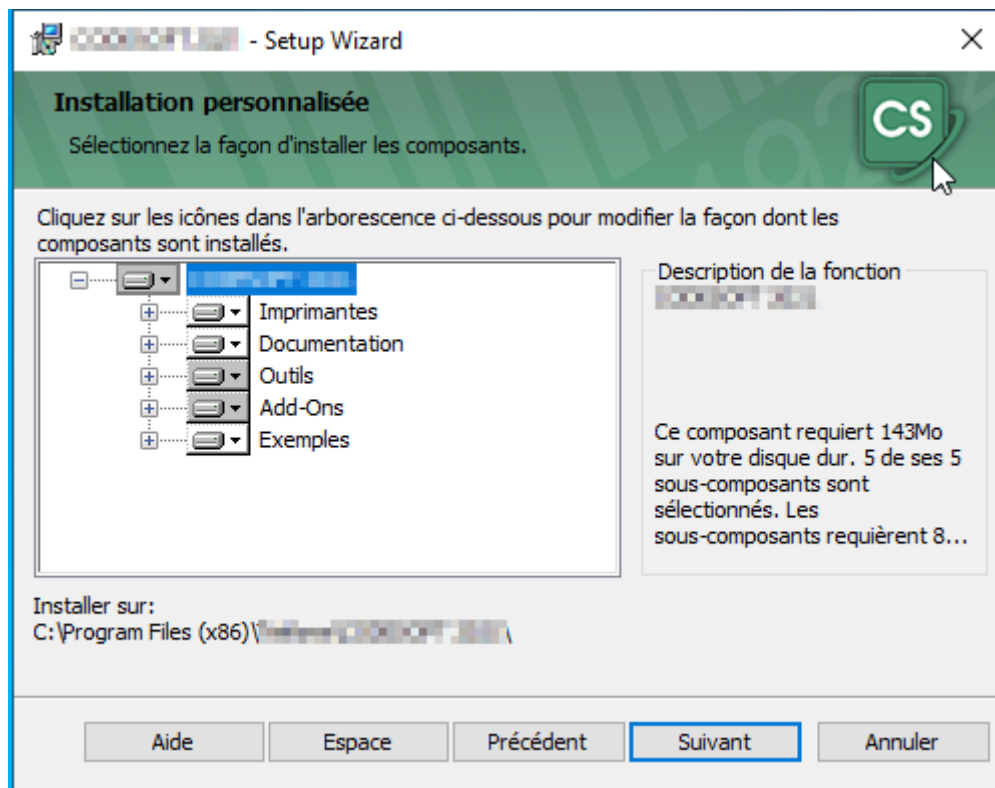 - Setup Wizard
Installation personnalisée
Sélectionnez la façon d'installer les composants.
CS
Cliquez sur les icônes dans l'arborescence ci-dessous pour modifier la façon dont les
composants sont installés.
Imprimantes
Documentation
Outils
Add-Ons
Exemples
Description de la fonction
Ce composant requiert 143Mo
sur votre disque dur. 5 de ses 5
sous-composants sont
sélectionnés. Les
sous-composants requièrent 8...
Installer sur:
C:\Program Files (x86)\
Aide
Espace
Précédent
Suivant
Annuler